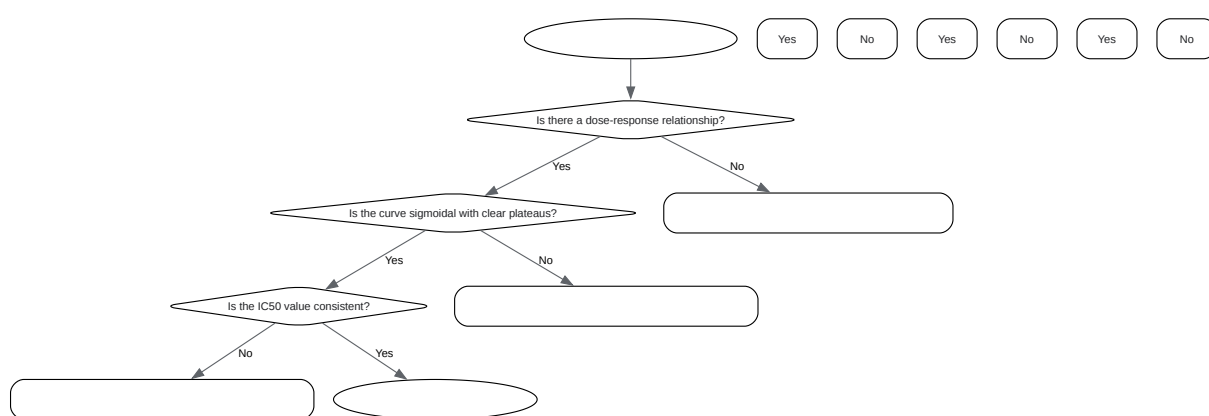 Yes
No
Yes
No
Yes
No
Is there a dose-response relationship?
Yes
No
Is the curve sigmoidal with clear plateaus?
Yes
No
Is the IC50 value consistent?
No
Yes